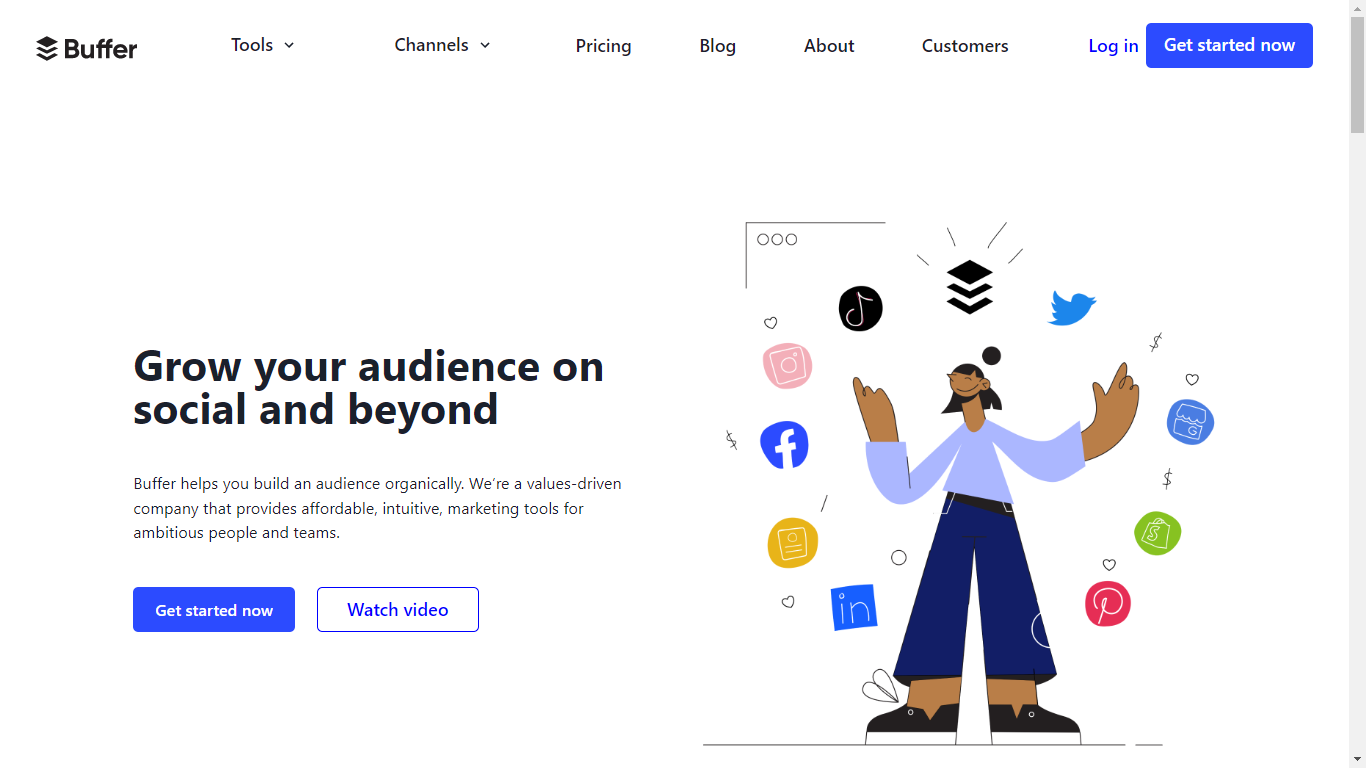 Buffer
Tools
Channels
Pricing
Blog
About
Customers
Log in
Get started now
Grow your audience on
social and beyond
Buffer helps you build an audience organically. We’re a values-driven
company that provides affordable, intuitive, marketing tools for
ambitious people and teams.
Get started now
Watch video
$
$
$
G
S
in